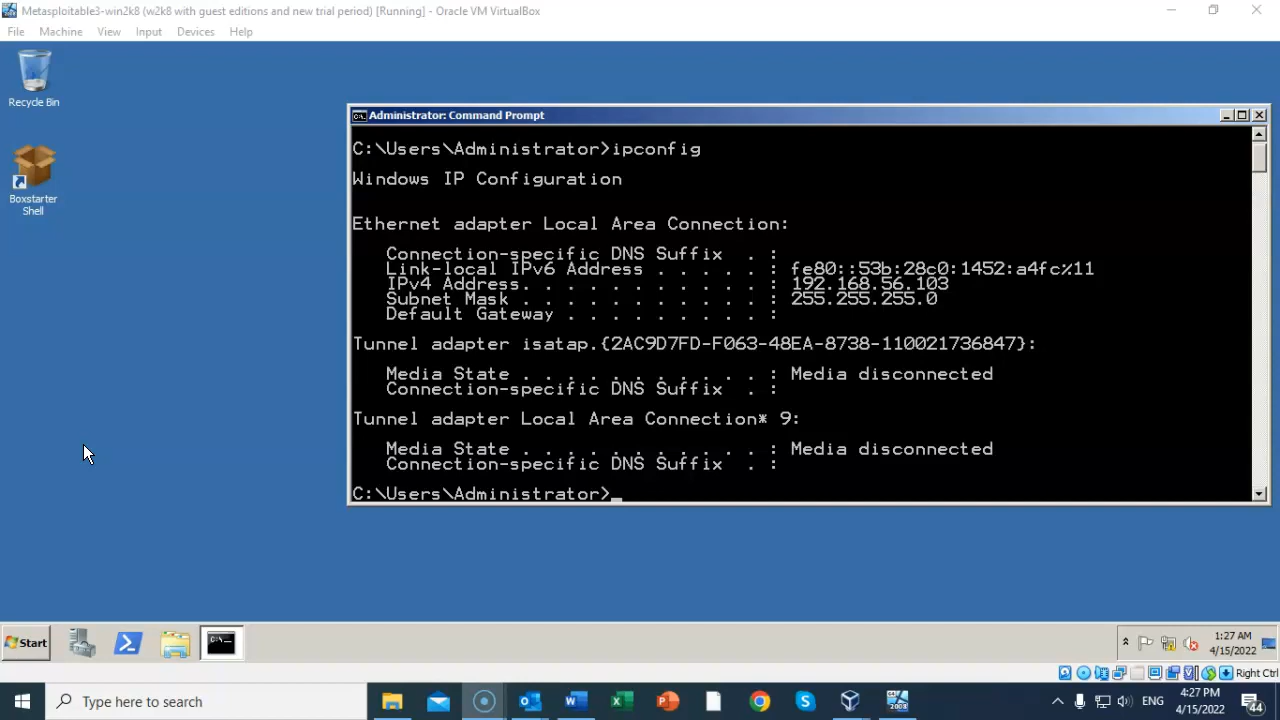 Metasploitable3-win2k8 (w2k8 with guest editions and new trial period) [Running] - Oracle VM VirtualBox
File Machine View Input Devices Help
Recycle Bin
Boxstarter
Shell
Administrator: Command Prompt
C:\Users\Administrator>ipconfig
Windows IP Configuration
Ethernet adapter Local Area Connection:
Connection-specific DNS Suffix . :
Link-local IPv6 Address . . . . . : fe80::53b:28c0:1452:a4fc%11
IPv4 Address. . . . . . . . . . . : 192.168.56.103
Subnet Mask . . . . . . . . . . . : 255.255.255.0
Default Gateway . . . . . . . . . :
Tunnel adapter isatap.{2AC9D7FD-F063-48EA-8738-110021736847}:
Media State . . . . . . . . . . . : Media disconnected
Connection-specific DNS Suffix . :
Tunnel adapter Local Area Connection* 9:
Media State . . . . . . . . . . . : Media disconnected
Connection-specific DNS Suffix . :
C:\Users\Administrator>_
Start
1:27 AM
4/15/2022
Right Ctrl
Type here to search
ENG
4:27 PM
4/15/2022
44